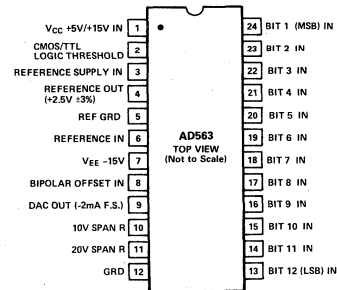 VCC +5V/+15V IN 1
CMOS/TTL
LOGIC THRESHOLD 2
REFERENCE SUPPLY IN 3
REFERENCE OUT
(+2.5V ±3%) 4
REF GRD 5
REFERENCE IN 6
VEE -15V 7
BIPOLAR OFFSET IN 8
DAC OUT (-2mA F.S.) 9
10V SPAN R 10
20V SPAN R 11
GRD 12
AD563
TOP VIEW
(Not to Scale)
24 BIT 1 (MSB) IN
23 BIT 2 IN
22 BIT 3 IN
21 BIT 4 IN
20 BIT 5 IN
19 BIT 6 IN
18 BIT 7 IN
17 BIT 8 IN
16 BIT 9 IN
15 BIT 10 IN
14 BIT 11 IN
13 BIT 12 (LSB) IN